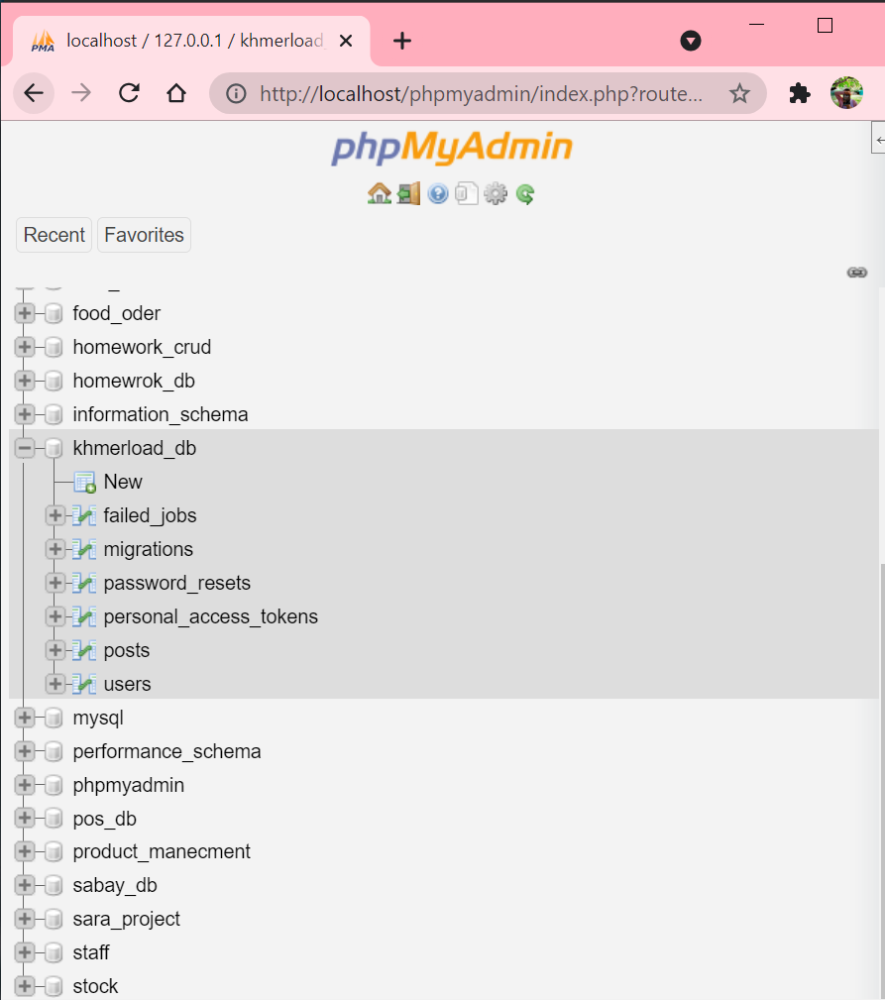 PMA localhost / 127.0.0.1 / khmerload
http://localhost/phpmyadmin/index.php?route...
phpMyAdmin
Recent Favorites
food_oder
homework_crud
homewrok_db
information_schema
khmerload_db
New
failed_jobs
migrations
password_resets
personal_access_tokens
posts
users
mysql
performance_schema
phpmyadmin
pos_db
product_manecment
sabay_db
sara_project
staff
stock